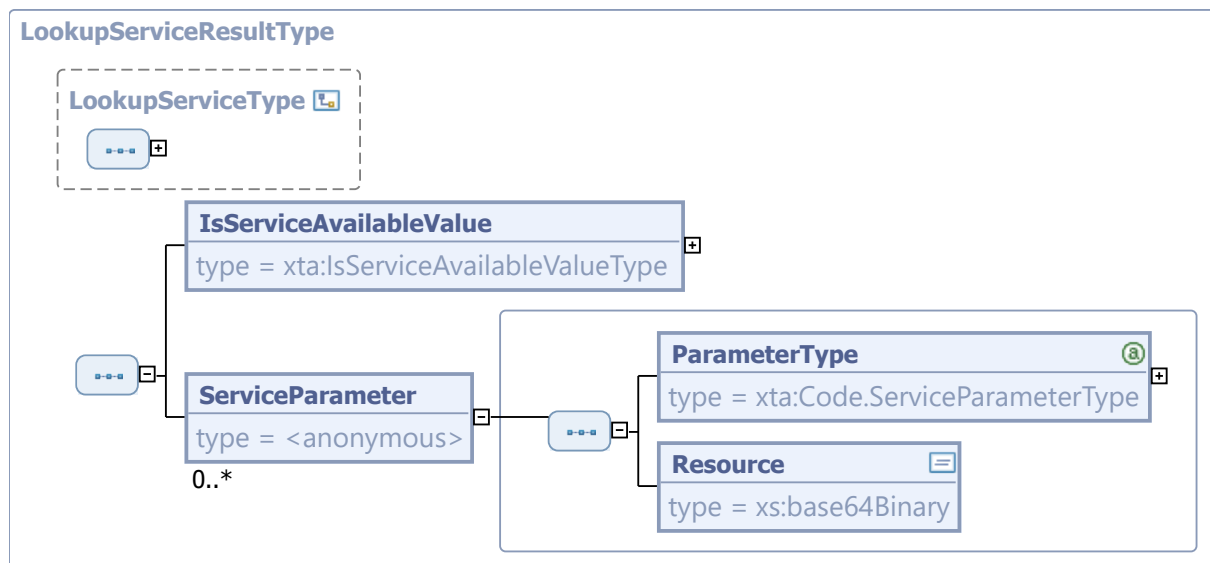 LookupServiceResultType
LookupServiceType
IsServiceAvailableValue
type = xta:IsServiceAvailableValueType
ServiceParameter
type = <anonymous>
0..*
ParameterType
a
type = xta:Code.ServiceParameterType
Resource
type = xs:base64Binary